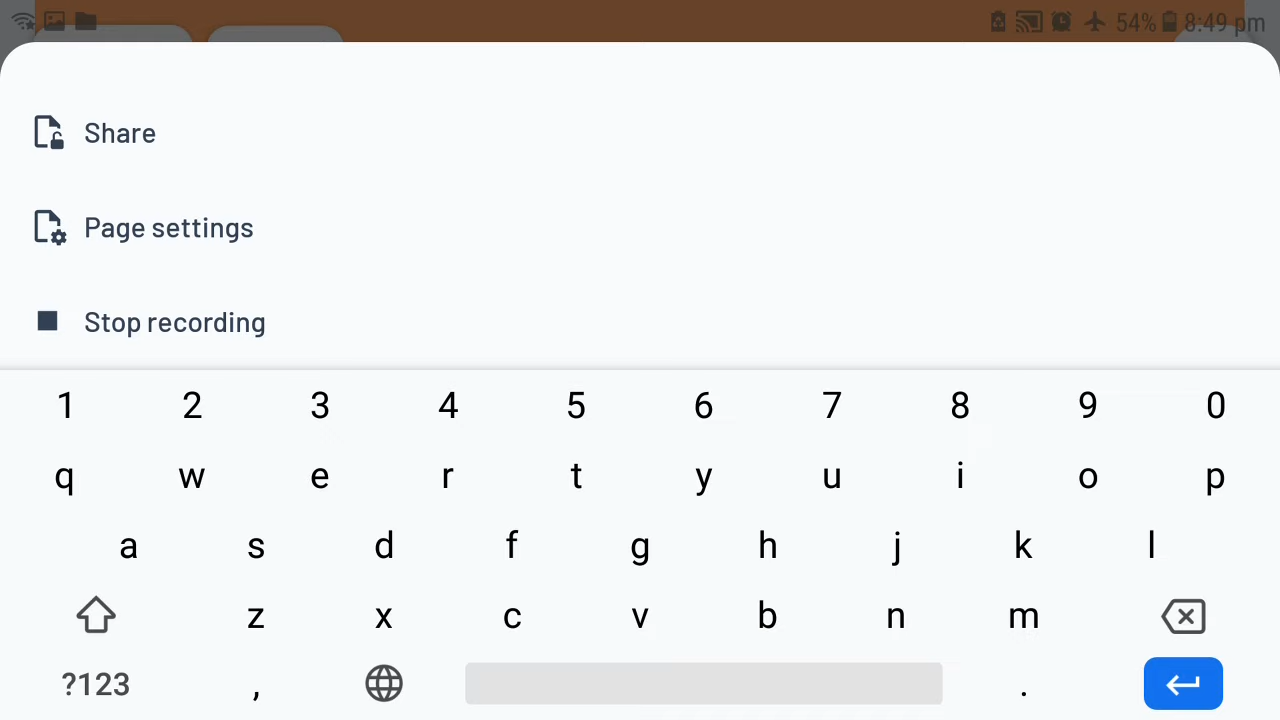 54% 8:49 pm
Share
Page settings
Stop recording
1 2 3 4 5 6 7 8 9 0
q w e r t y u i o p
a s d f g h j k l
z x c v b n m
?123 , .